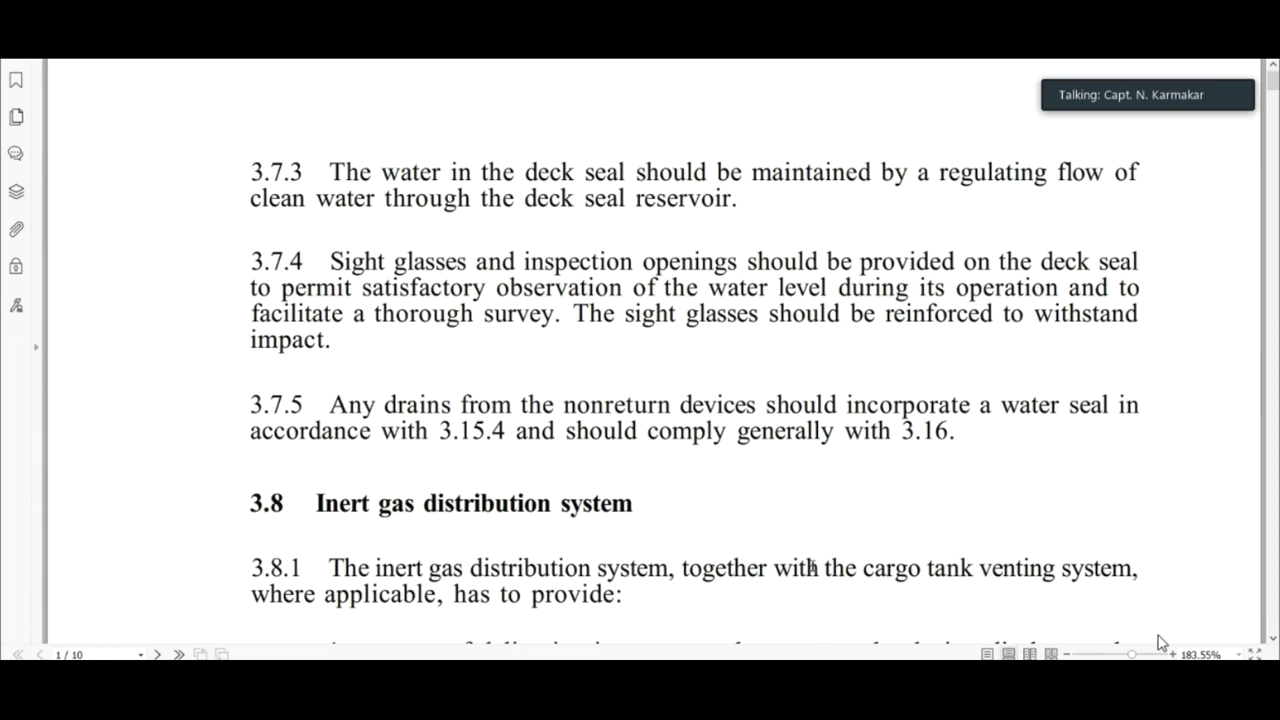 Talking: Capt. N. Karmakar
3.7.3 The water in the deck seal should be maintained by a regulating flow of
clean water through the deck seal reservoir.
3.7.4 Sight glasses and inspection openings should be provided on the deck seal
to permit satisfactory observation of the water level during its operation and to
facilitate a thorough survey. The sight glasses should be reinforced to withstand
impact.
3.7.5 Any drains from the nonreturn devices should incorporate a water seal in
accordance with 3.15.4 and should comply generally with 3.16.
3.8 Inert gas distribution system
3.8.1 The inert gas distribution system, together with the cargo tank venting system,
where applicable, has to provide:
1 / 10
183.55%